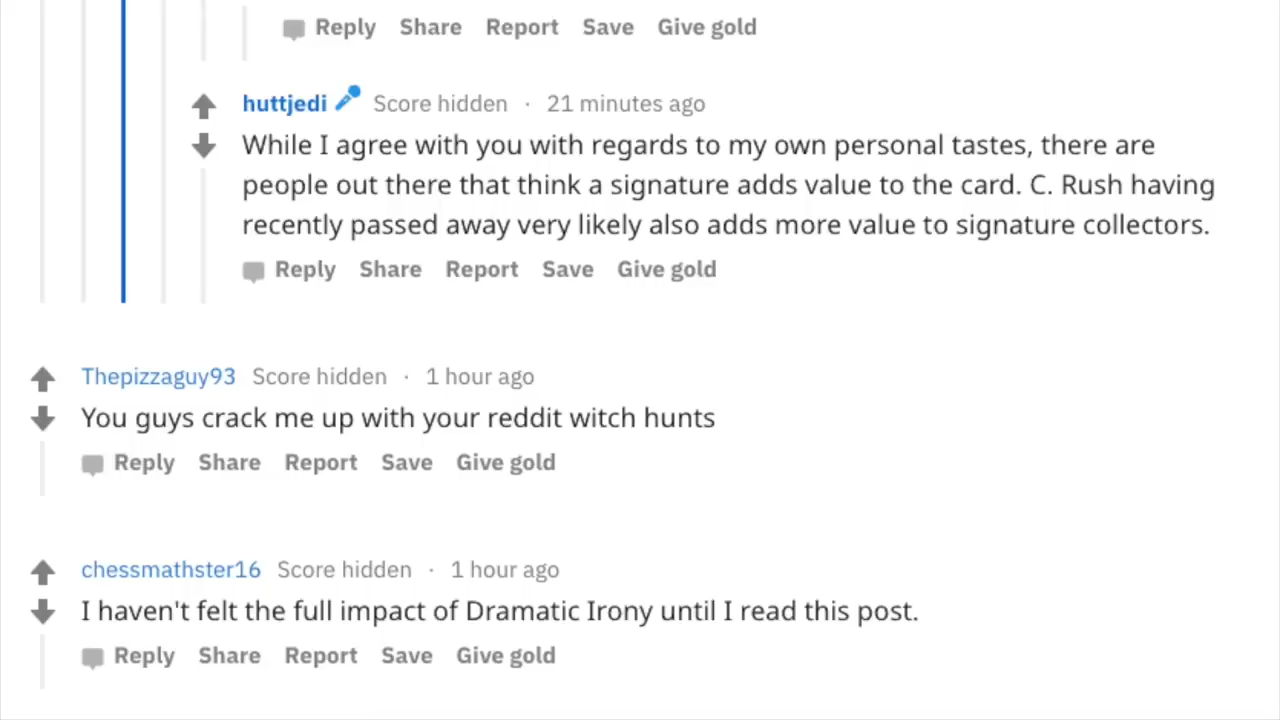 Reply Share Report Save Give gold
huttjedi Score hidden · 21 minutes ago
While I agree with you with regards to my own personal tastes, there are
people out there that think a signature adds value to the card. C. Rush having
recently passed away very likely also adds more value to signature collectors.
Reply Share Report Save Give gold
Thepizzaguy93 Score hidden · 1 hour ago
You guys crack me up with your reddit witch hunts
Reply Share Report Save Give gold
chessmathster16 Score hidden · 1 hour ago
I haven't felt the full impact of Dramatic Irony until I read this post.
Reply Share Report Save Give gold